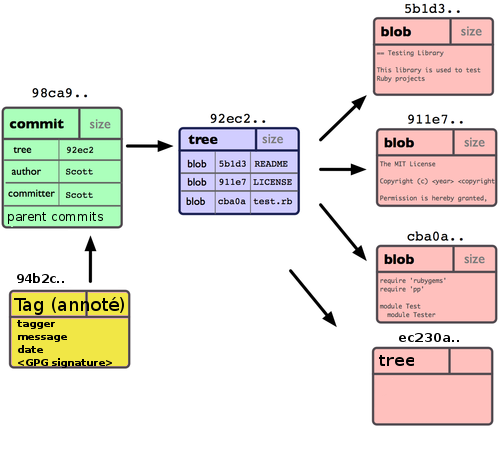 5b1d3..
blob size
== Testing Library
This library is used to test
Ruby projects
98ca9..
commit size
tree 92ec2
author Scott
committer Scott
parent commits
92ec2..
tree size
blob 5b1d3 README
blob 911e7 LICENSE
blob cba0a test.rb
911e7..
blob size
The MIT License
Copyright (c) <year> <copyright
Permission is hereby granted,
cba0a..
blob size
require 'rubygems'
require 'pp'
module Test
module Tester
94b2c..
Tag (annoté)
tagger
message
date
<GPG signature>
ec230a..
tree